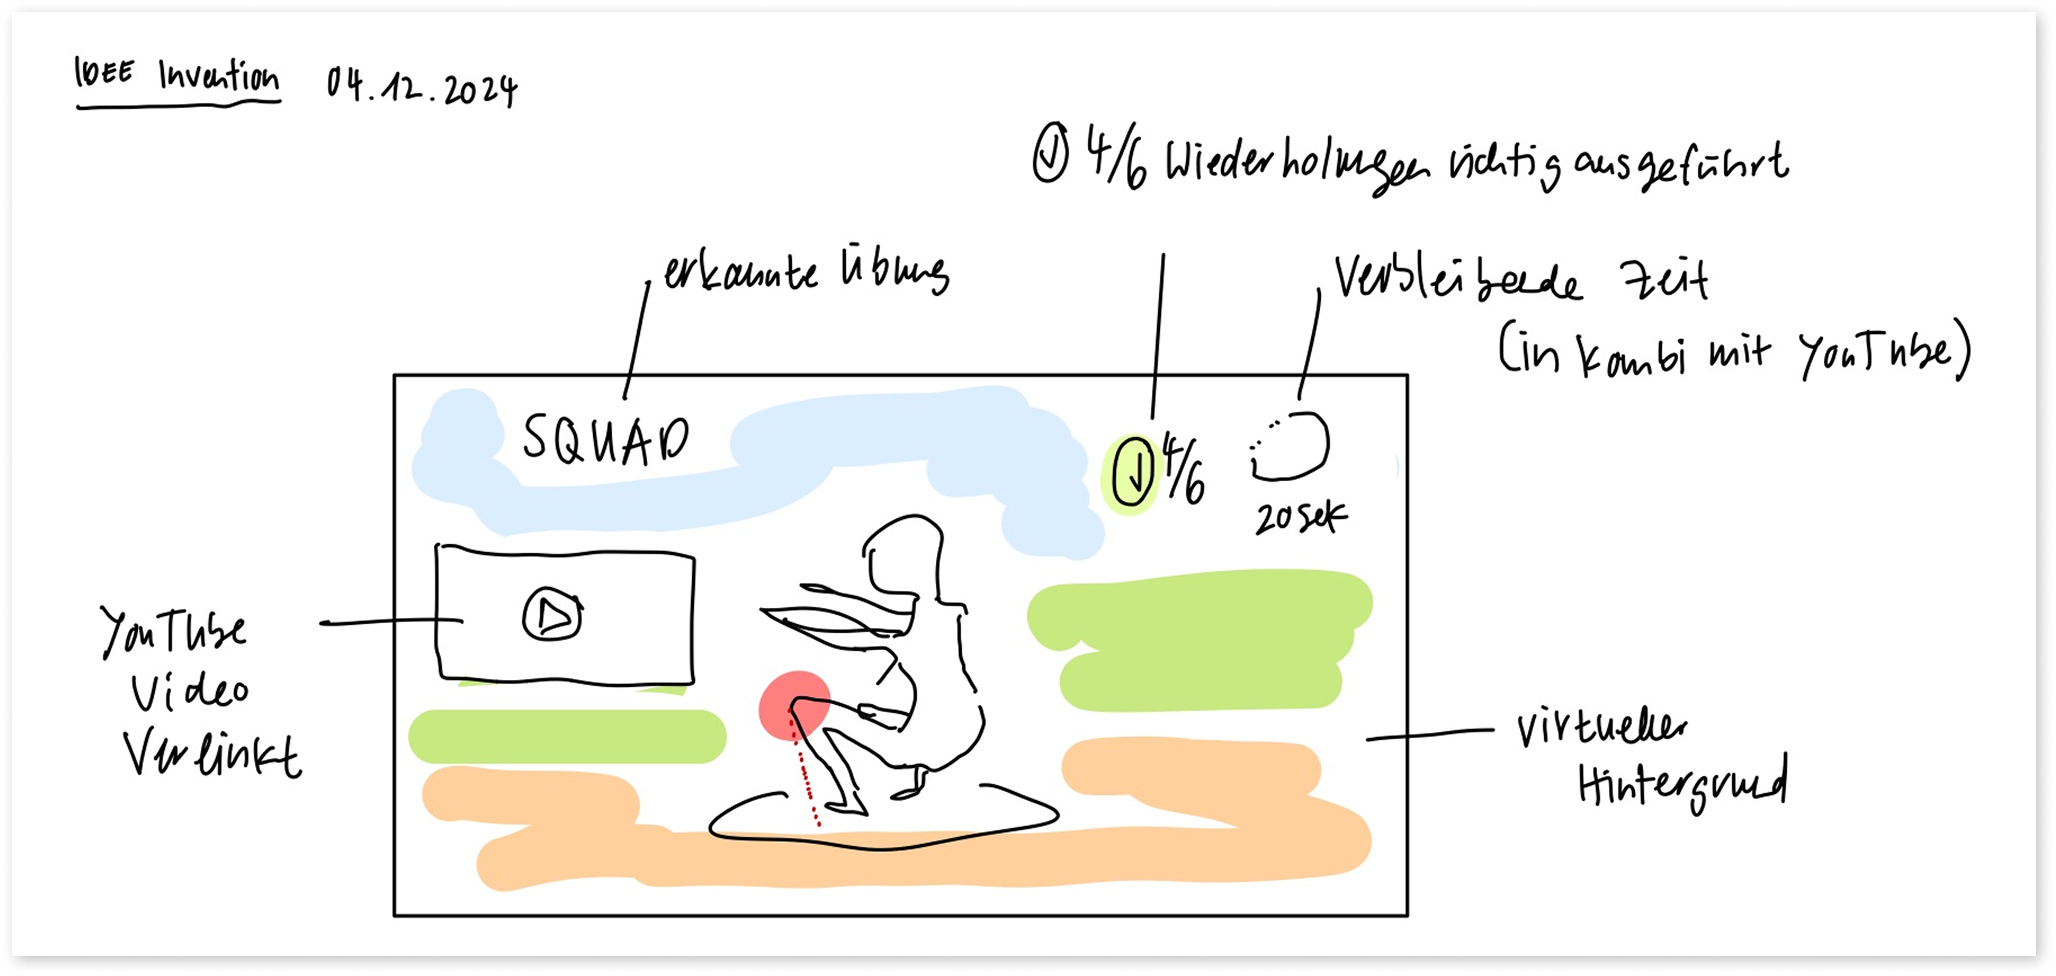 IDEE Invention 04.12.2024
4/6 Wiederholungen richtig ausgeführt
erkannte Übung
Verbleibende Zeit
(in kombi mit YouTube)
SQUAD
4/6
20 sek
YouTube
Video
Verlinkt
virtueller
Hintergrund